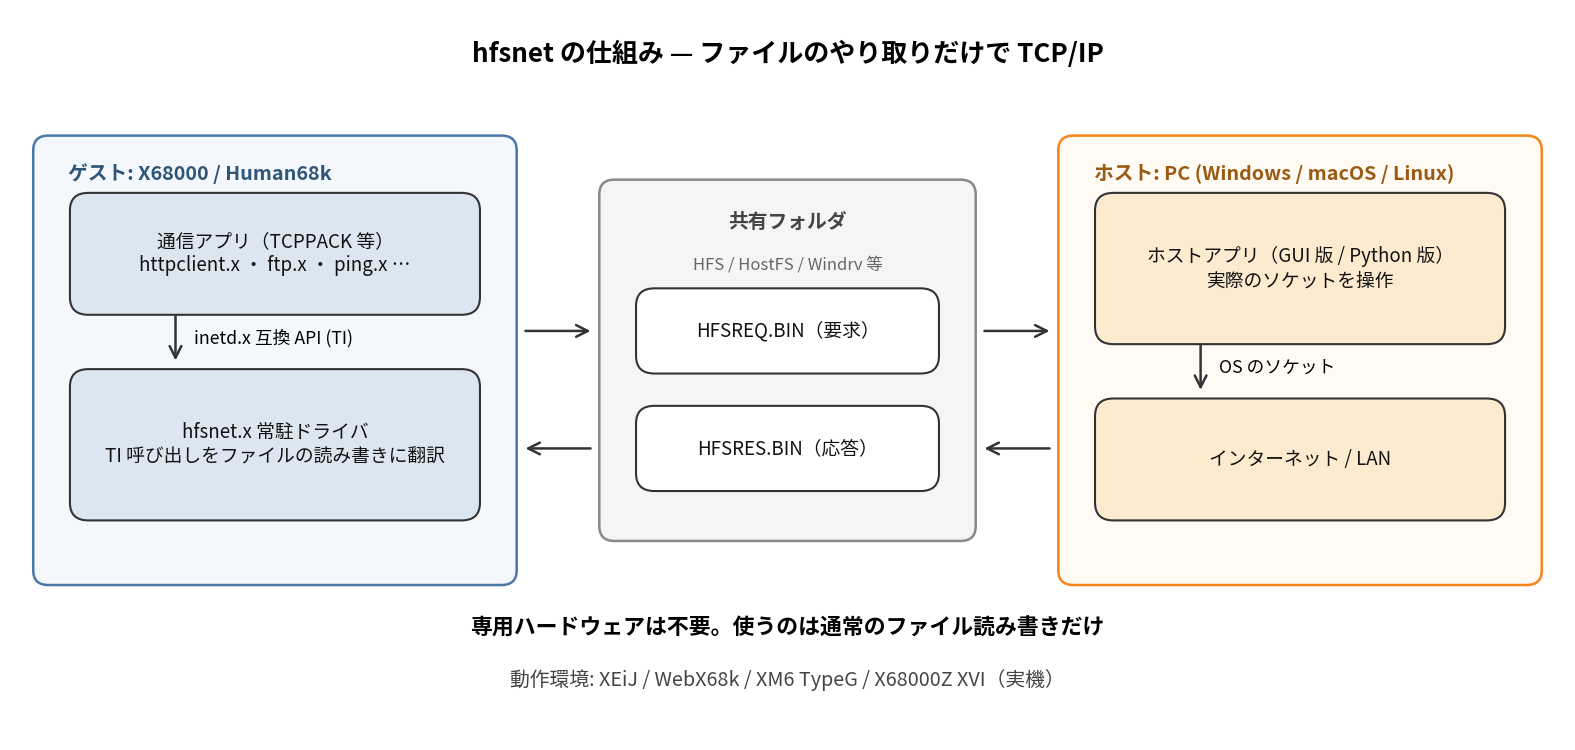 hfsnet の仕組み — ファイルのやり取りだけで TCP/IP
ゲスト: X68000 / Human68k
通信アプリ（TCPPACK 等）
httpclient.x ・ ftp.x ・ ping.x …
inetd.x 互換 API (TI)
hfsnet.x 常駐ドライバ
TI 呼び出しをファイルの読み書きに翻訳
共有フォルダ
HFS / HostFS / Windrv 等
HFSREQ.BIN（要求）
HFSRES.BIN（応答）
ホスト: PC (Windows / macOS / Linux)
ホストアプリ（GUI 版 / Python 版）
実際のソケットを操作
OS のソケット
インターネット / LAN
専用ハードウェアは不要。使うのは通常のファイル読み書きだけ
動作環境: XEiJ / WebX68k / XM6 TypeG / X68000Z XVI（実機）